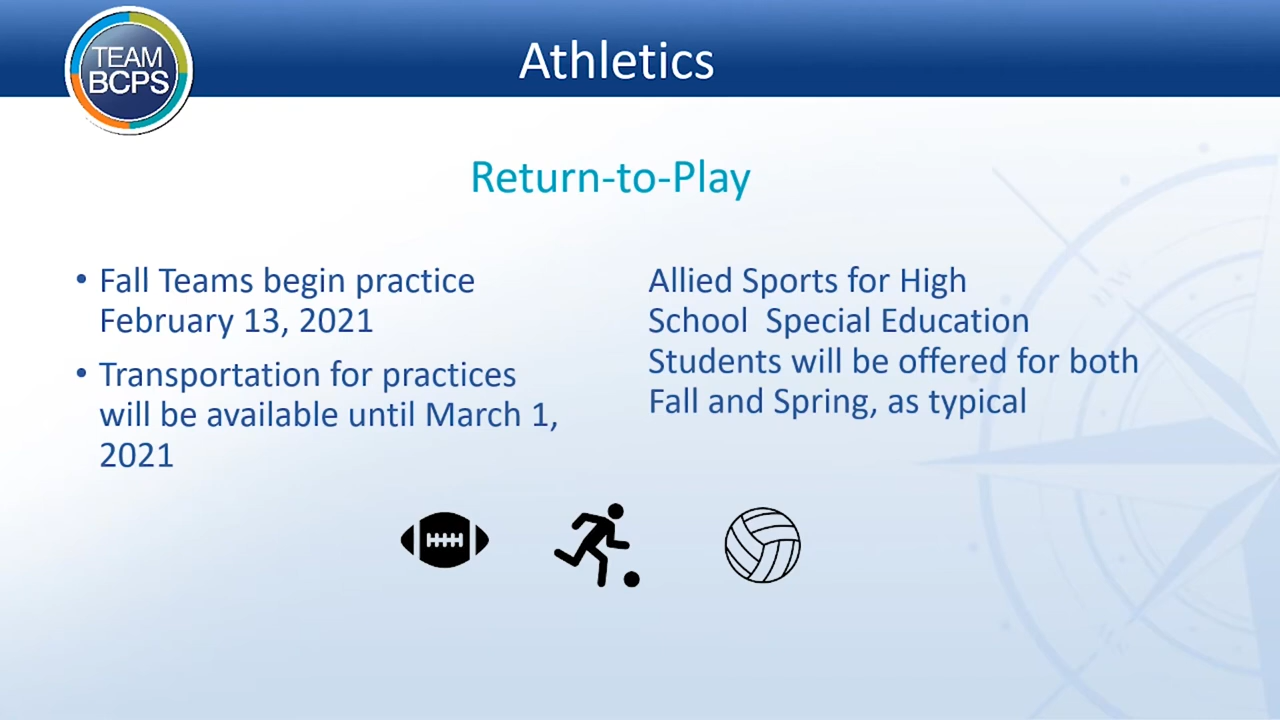 TEAM
BCPS
Athletics
Return-to-Play
• Fall Teams begin practice
February 13, 2021
• Transportation for practices
will be available until March 1,
2021
Allied Sports for High
School  Special Education
Students will be offered for both
Fall and Spring, as typical